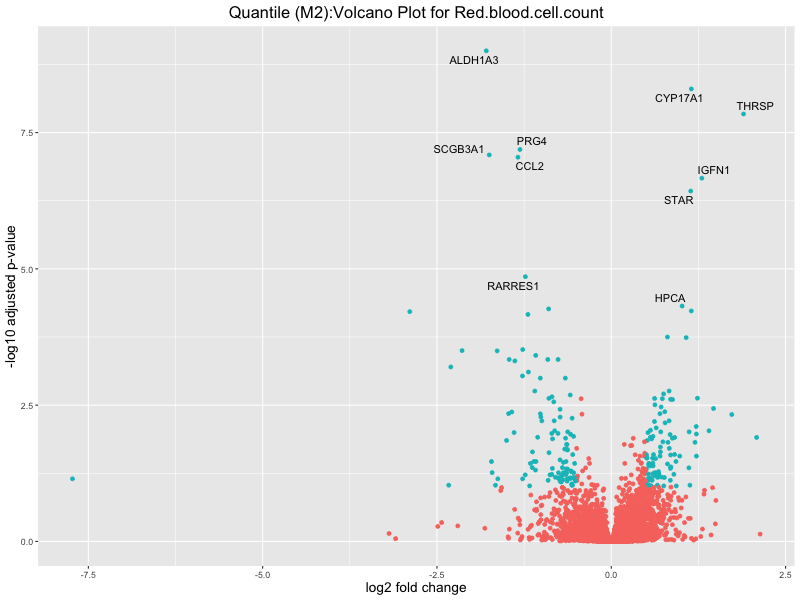 Quantile (M2):Volcano Plot for Red.blood.cell.count
ALDH1A3
CYP17A1
THRSP
7.5
PRG4
SCGB3A1
CCL2
IGFN1
STAR
-log10 adjusted p-value
5.0
RARRES1
HPCA
2.5
0.0
-7.5
-5.0
-2.5
0.0
2.5
log2 fold change